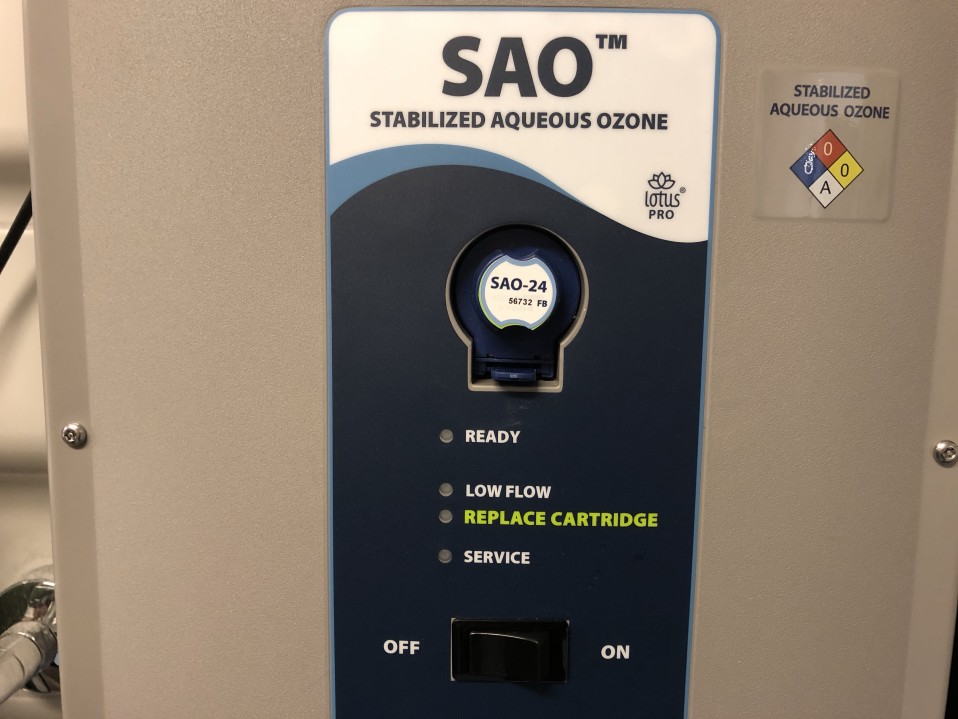 SAO™
STABILIZED AQUEOUS OZONE
lotus®
PRO
SAO-24
56732 FB
READY
LOW FLOW
REPLACE CARTRIDGE
SERVICE
OFF
ON
STABILIZED
AQUEOUS OZONE
0
0
A